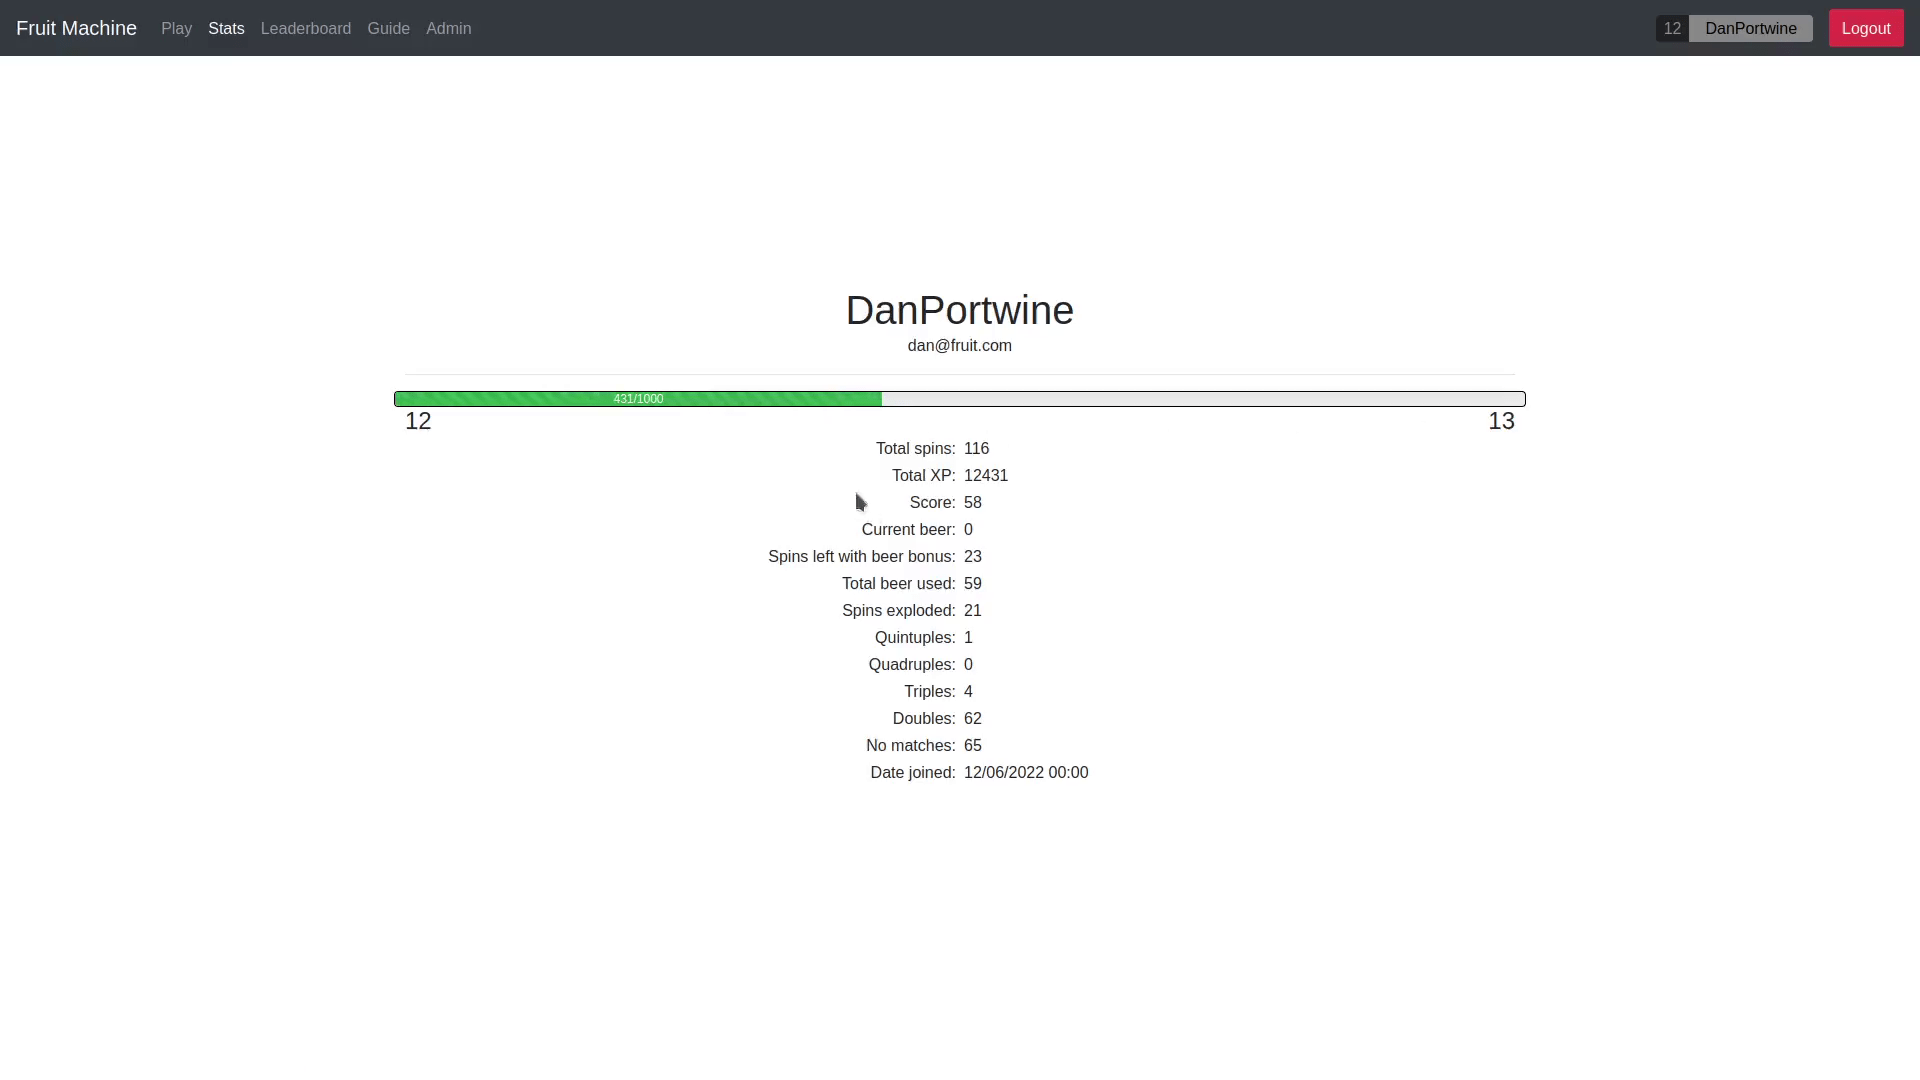 Fruit Machine Play Stats Leaderboard Guide Admin 12 DanPortwine Logout
DanPortwine
dan@fruit.com
431/1000
12 13
Total spins: 116
Total XP: 12431
Score: 58
Current beer: 0
Spins left with beer bonus: 23
Total beer used: 59
Spins exploded: 21
Quintuples: 1
Quadruples: 0
Triples: 4
Doubles: 62
No matches: 65
Date joined: 12/06/2022 00:00